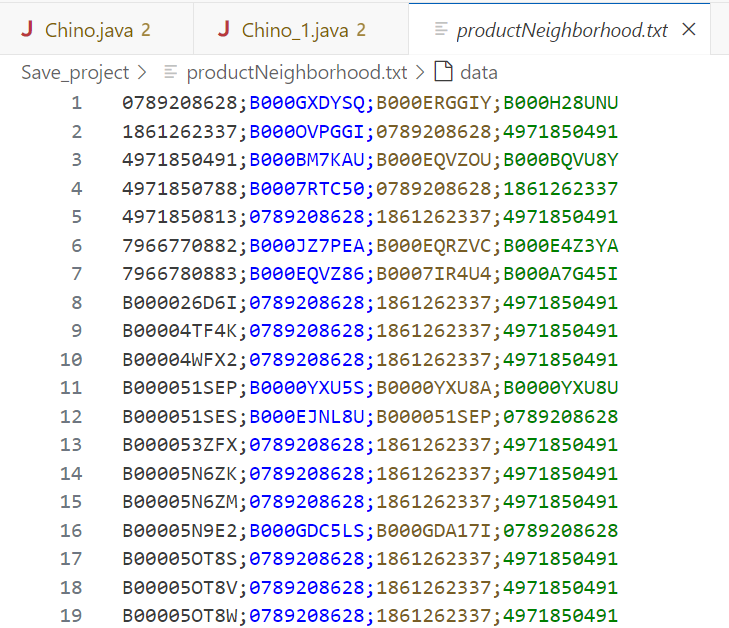 J Chino.java 2 J Chino_1.java 2 productNeighborhood.txt ×
Save_project > productNeighborhood.txt > data
1 0789208628;B000GXDYSQ;B000ERGGIY;B000H28UNU
2 1861262337;B000OVPGGI;0789208628;4971850491
3 4971850491;B000BM7KAU;B000EQVZOU;B000BQVU8Y
4 4971850788;B0007RTC50;0789208628;1861262337
5 4971850813;0789208628;1861262337;4971850491
6 7966770882;B000JZ7PEA;B000EQRZVC;B000E4Z3YA
7 7966780883;B000EQVZ86;B0007IR4U4;B000A7G45I
8 B000026D6I;0789208628;1861262337;4971850491
9 B00004TF4K;0789208628;1861262337;4971850491
10 B00004WFX2;0789208628;1861262337;4971850491
11 B000051SEP;B0000YXU5S;B0000YXU8A;B0000YXU8U
12 B000051SES;B000EJNL8U;B000051SEP;0789208628
13 B000053ZFX;0789208628;1861262337;4971850491
14 B00005N6ZK;0789208628;1861262337;4971850491
15 B00005N6ZM;0789208628;1861262337;4971850491
16 B00005N9E2;B000GDC5LS;B000GDA17I;0789208628
17 B00005OT8S;0789208628;1861262337;4971850491
18 B00005OT8V;0789208628;1861262337;4971850491
19 B00005OT8W;0789208628;1861262337;4971850491